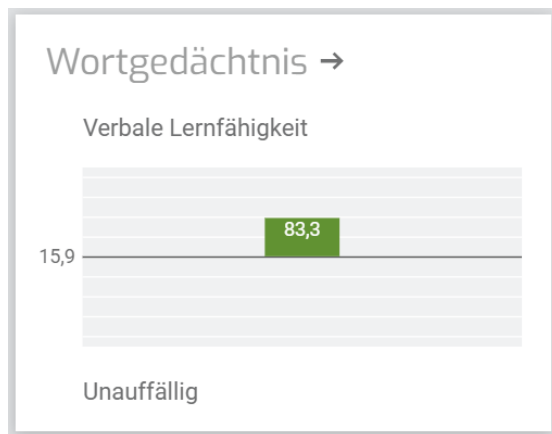 Wortgedächtnis →
Verbale Lernfähigkeit
83,3
15,9
Unauffällig